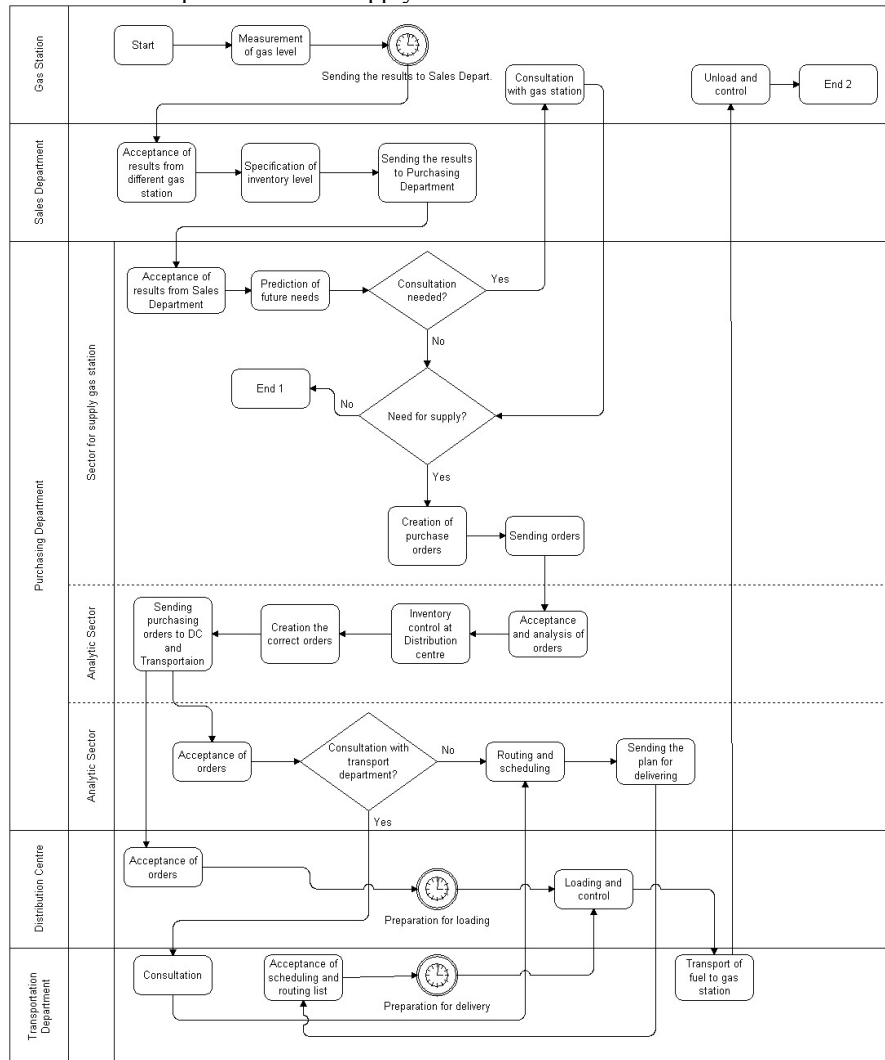 Gas Station
Start
Measurement
of gas level
Sending the results to Sales Depart.
Consultation
with gas station
Unload and
control
End 2
Sales Department
Acceptance of
results from
different gas
station
Specification of
inventory level
Sending the results
to Purchasing
Department
Purchasing Department
Sector for supply gas station
Acceptance of
results from Sales
Department
Prediction of
future needs
Consultation
needed?
Yes
No
End 1
No
Need for supply?
Yes
Creation of
purchase
orders
Sending orders
Analytic Sector
Sending
purchasing
orders to DC
and
Transportaion
Creation the
correct orders
Inventory
control at
Distribution
centre
Acceptance
and analysis of
orders
Analytic Sector
Acceptance of
orders
Consultation with
transport
department?
No
Yes
Routing and
scheduling
Sending the
plan for
delivering
Distribution Centre
Acceptance of
orders
Preparation for loading
Loading and
control
Transportation
Department
Consultation
Acceptance of
scheduling and
routing list
Preparation for delivery
Transport of
fuel to gas
station